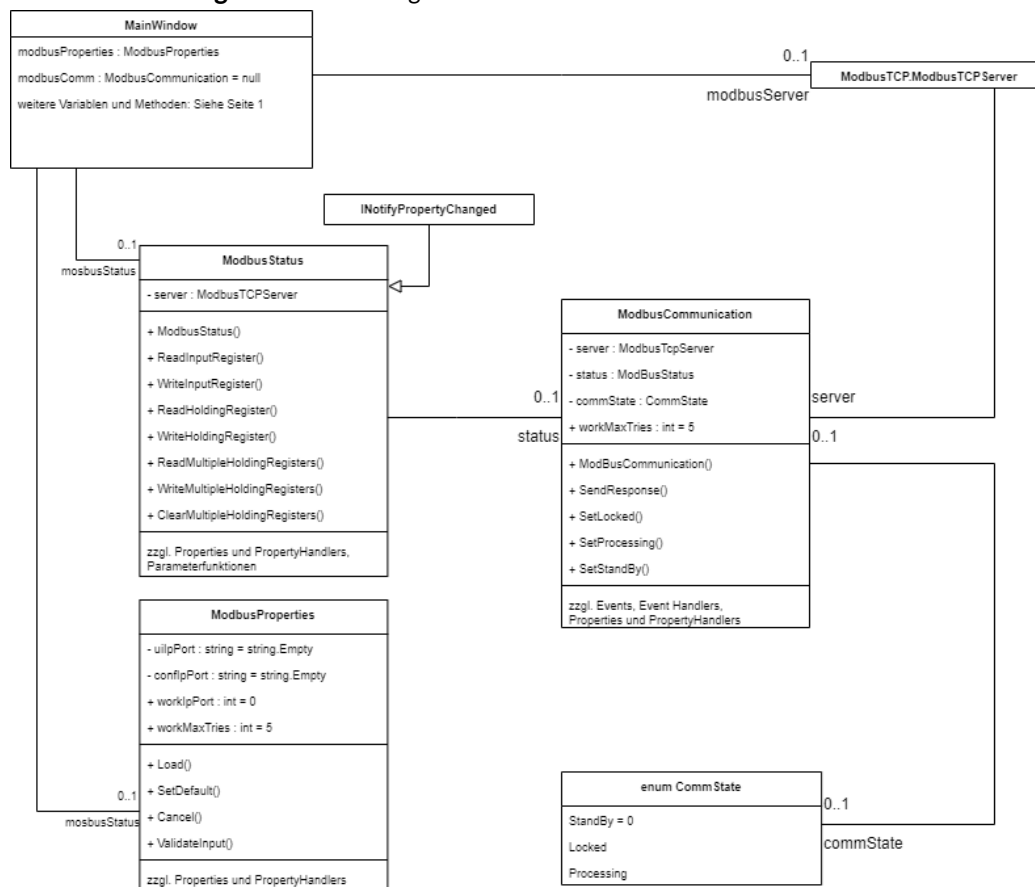 MainWindow
modbusProperties : ModbusProperties
modbusComm : ModbusCommunication = null
weitere Variablen und Methoden: Siehe Seite 1
0..1
modbusServer
ModbusTCP.ModbusTCPServer
INotifyPropertyChanged
0..1
mosbusStatus
ModbusStatus
- server : ModbusTCPServer
+ ModbusStatus()
+ ReadInputRegister()
+ WriteInputRegister()
+ ReadHoldingRegister()
+ WriteHoldingRegister()
+ ReadMultipleHoldingRegisters()
+ WriteMultipleHoldingRegisters()
+ ClearMultipleHoldingRegisters()
zzgl. Properties und PropertyHandlers,
Parameterfunktionen
0..1
status
ModbusCommunication
- server : ModbusTcpServer
- status : ModBusStatus
- commState : CommState
+ workMaxTries : int = 5
+ ModBusCommunication()
+ SendResponse()
+ SetLocked()
+ SetProcessing()
+ SetStandBy()
zzgl. Events, Event Handlers,
Properties und PropertyHandlers
server
0..1
0..1
mosbusStatus
ModbusProperties
- uiIpPort : string = string.Empty
- confIpPort : string = string.Empty
+ workIpPort : int = 0
+ workMaxTries : int = 5
+ Load()
+ SetDefault()
+ Cancel()
+ ValidateInput()
zzgl. Properties und PropertyHandlers
enum CommState
StandBy = 0
Locked
Processing
0..1
commState